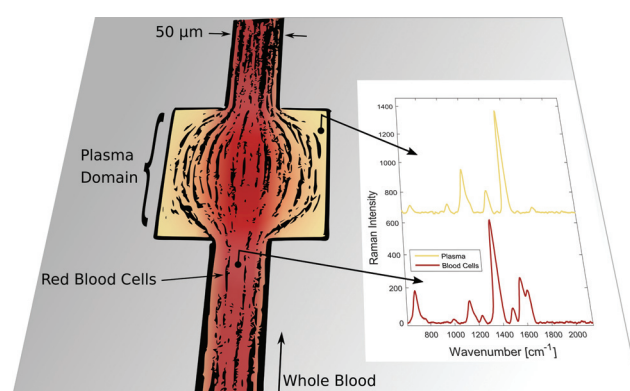 50 μm
Plasma
Domain
Red Blood Cells
Whole Blood
Raman Intensity
1400
1200
1000
800
600
400
200
0
Plasma
Blood Cells
800 1000 1200 1400 1600 1800 2000
Wavenumber [cm⁻¹]